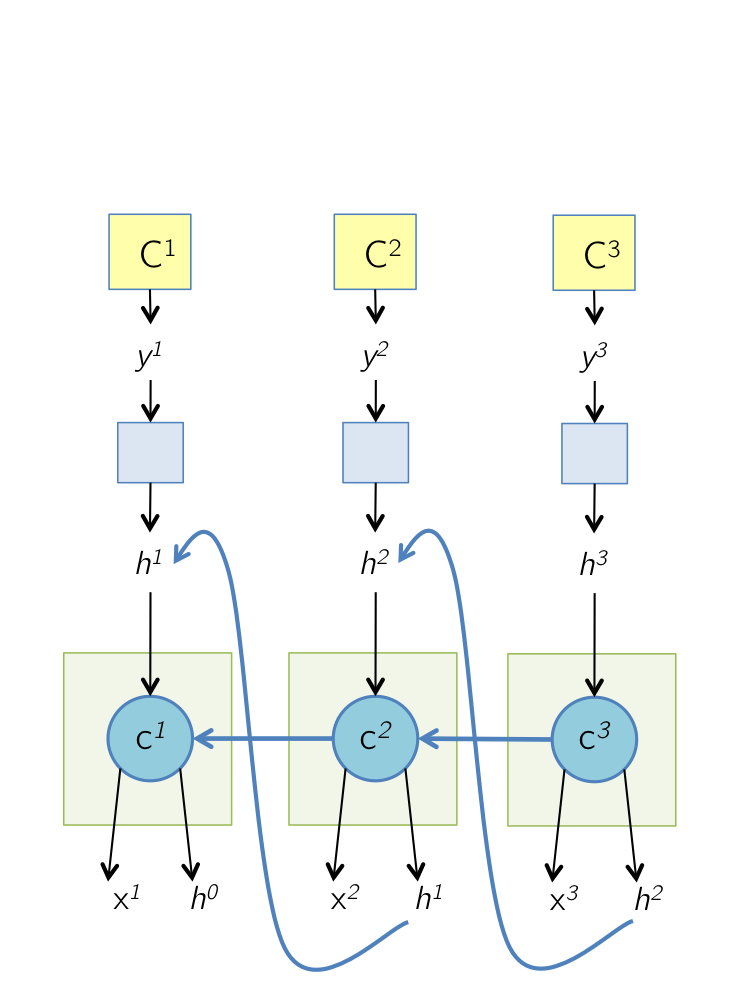 C¹ C² C³
y¹ y² y³
h¹ h² h³
c¹ c² c³
x¹ h⁰ x² h¹ x³ h²